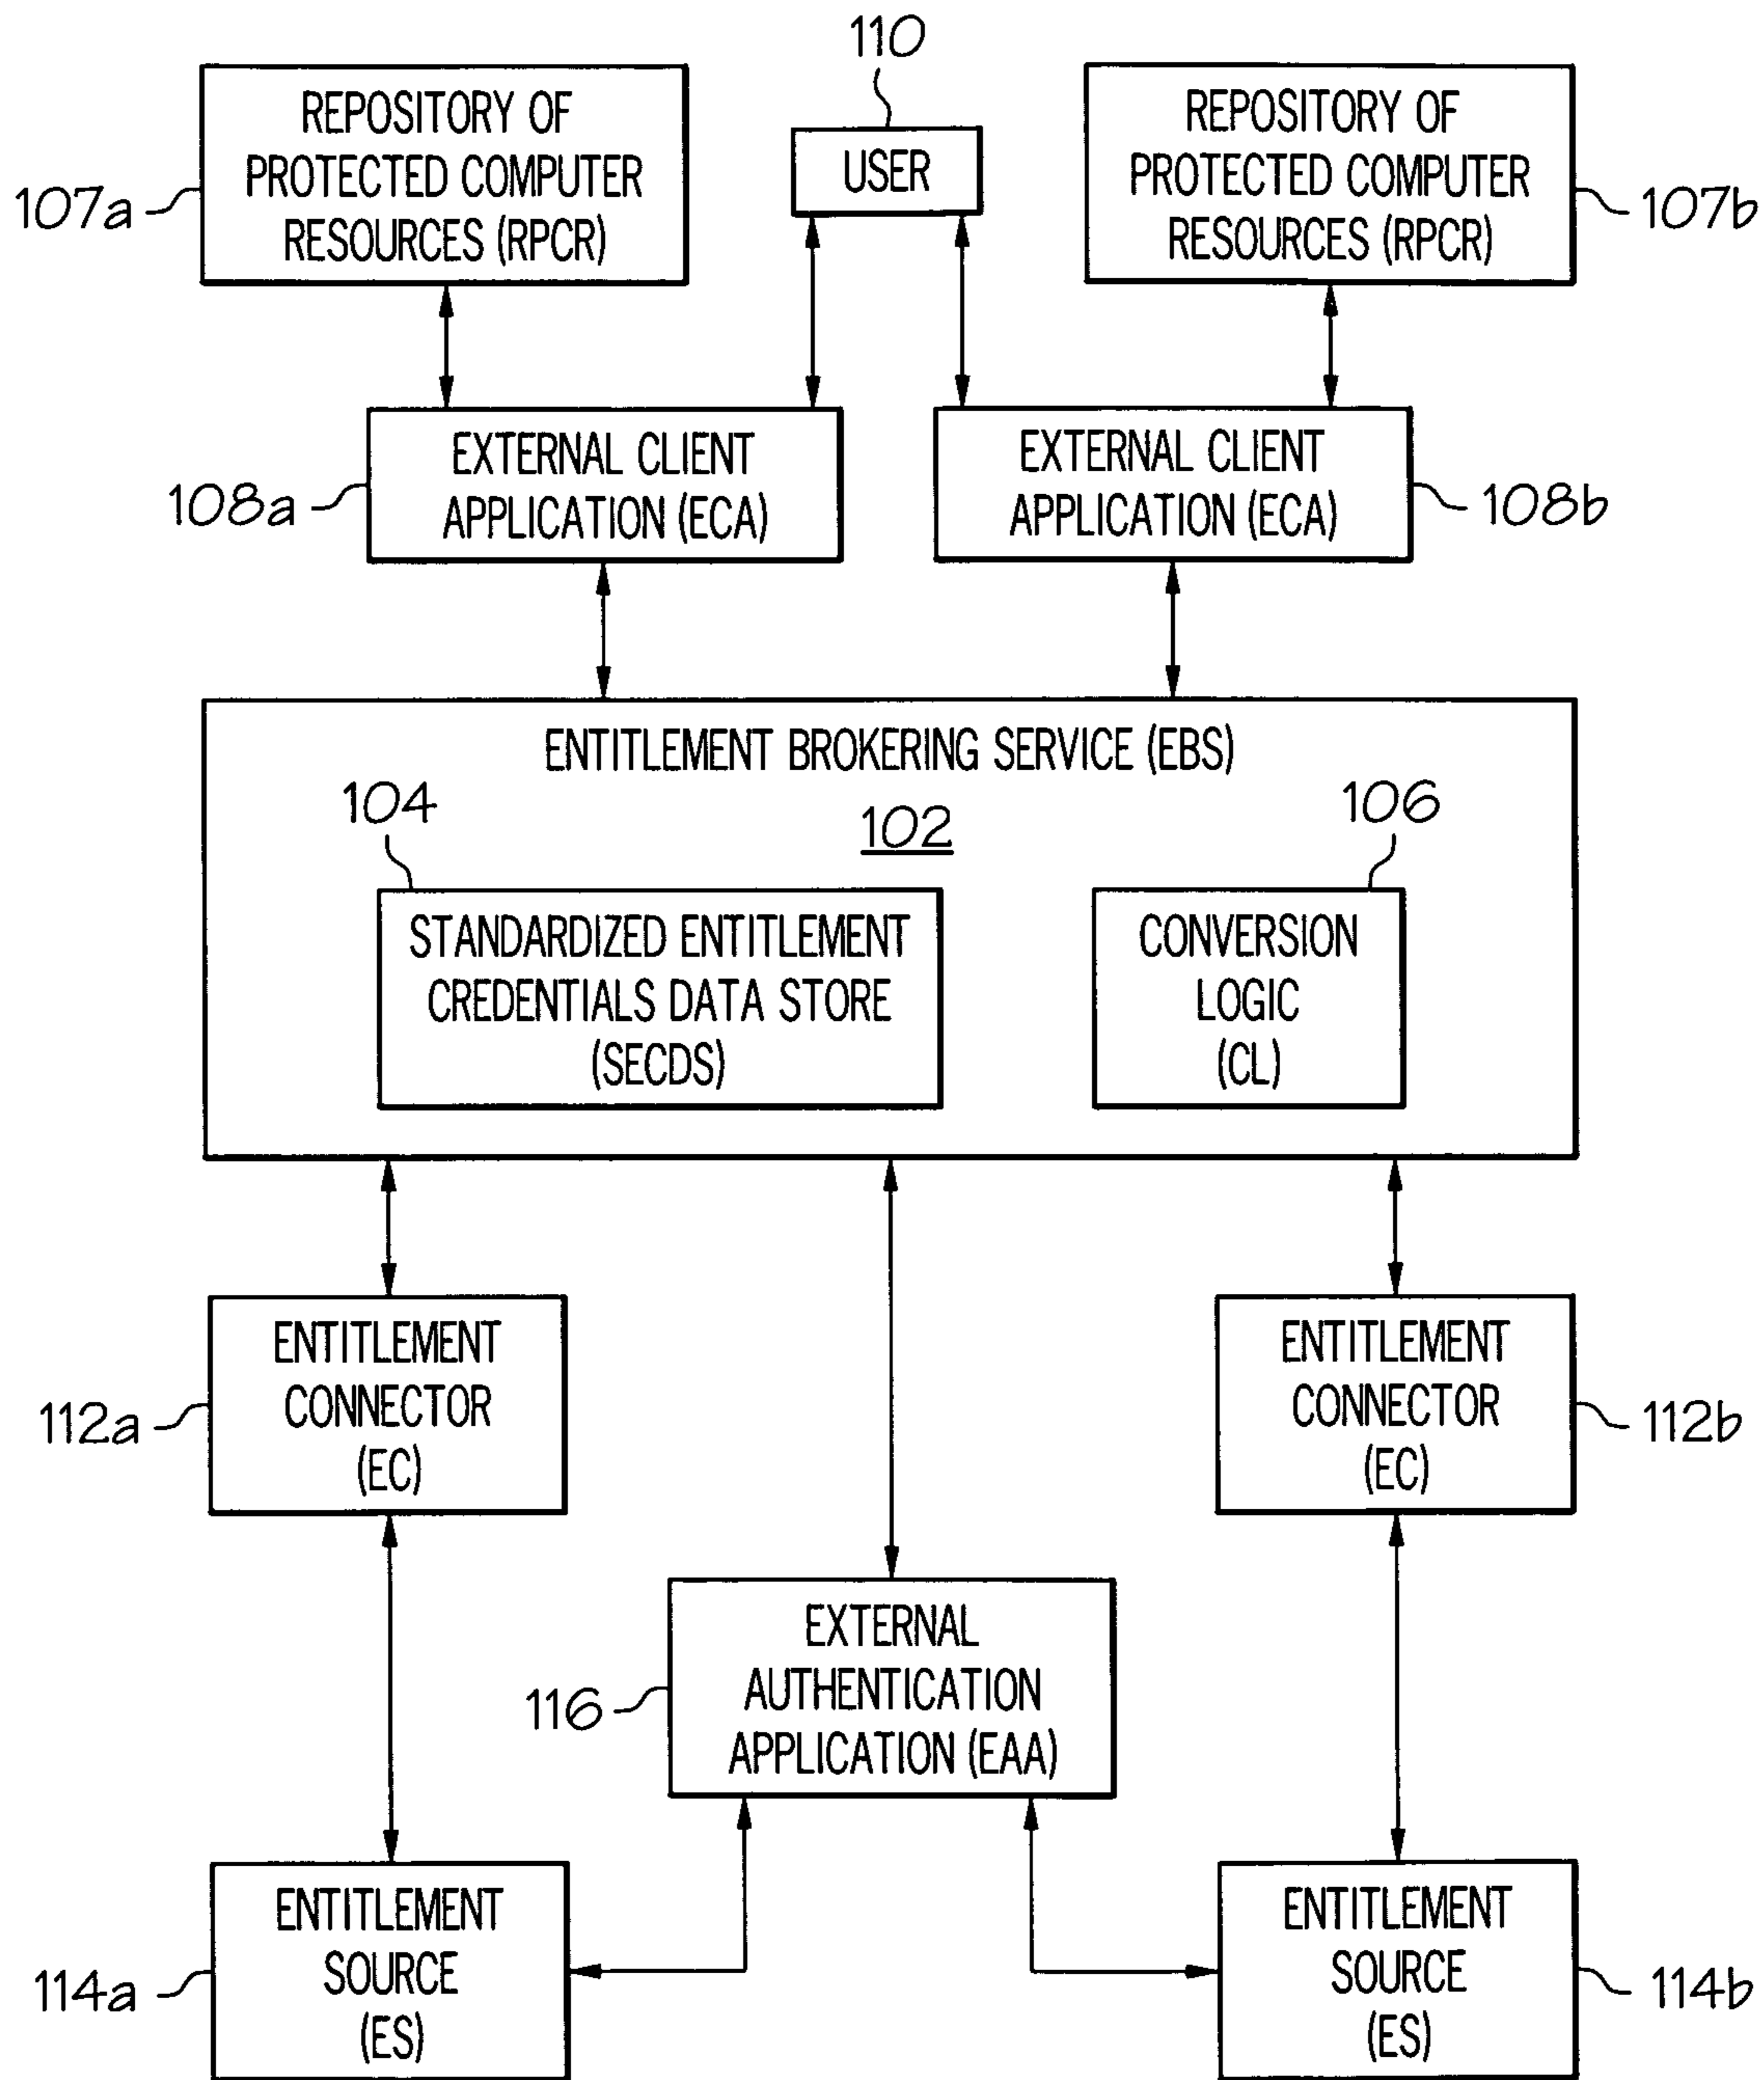 110
REPOSITORY OF
PROTECTED COMPUTER
RESOURCES (RPCR)
107a
USER
REPOSITORY OF
PROTECTED COMPUTER
RESOURCES (RPCR)
107b
EXTERNAL CLIENT
APPLICATION (ECA)
108a
EXTERNAL CLIENT
APPLICATION (ECA)
108b
ENTITLEMENT BROKERING SERVICE (EBS)
102
104
STANDARDIZED ENTITLEMENT
CREDENTIALS DATA STORE
(SECDS)
106
CONVERSION
LOGIC
(CL)
ENTITLEMENT
CONNECTOR
(EC)
112a
ENTITLEMENT
CONNECTOR
(EC)
112b
EXTERNAL
AUTHENTICATION
APPLICATION (EAA)
116
ENTITLEMENT
SOURCE
(ES)
114a
ENTITLEMENT
SOURCE
(ES)
114b